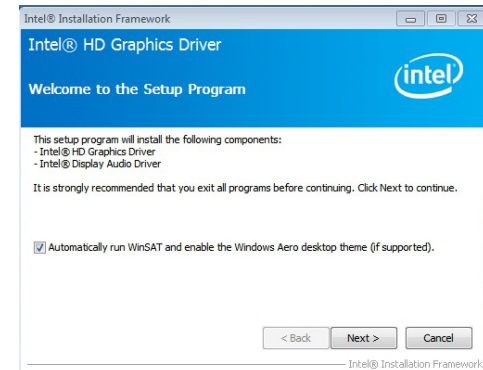 Intel® Installation Framework
Intel® HD Graphics Driver
intel
Welcome to the Setup Program
This setup program will install the following components:
- Intel® HD Graphics Driver
- Intel® Display Audio Driver
It is strongly recommended that you exit all programs before continuing. Click Next to continue.
Automatically run WinSAT and enable the Windows Aero desktop theme (if supported).
< Back
Next >
Cancel
Intel® Installation Framework